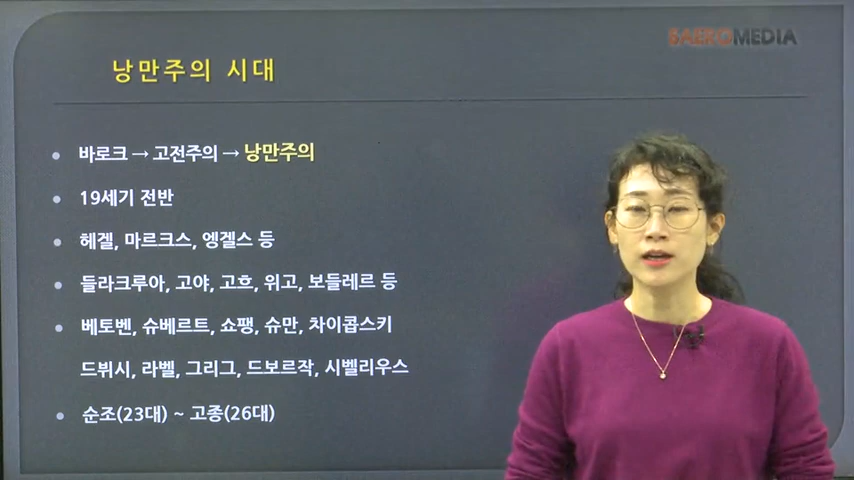 SAEROMEDIA
낭만주의 시대
바로크 → 고전주의 → 낭만주의
19세기 전반
헤겔, 마르크스, 엥겔스 등
들라크루아, 고야, 고흐, 위고, 보들레르 등
베토벤, 슈베르트, 쇼팽, 슈만, 차이콥스키
드뷔시, 라벨, 그리그, 드보르작, 시벨리우스
순조(23대) ~ 고종(26대)